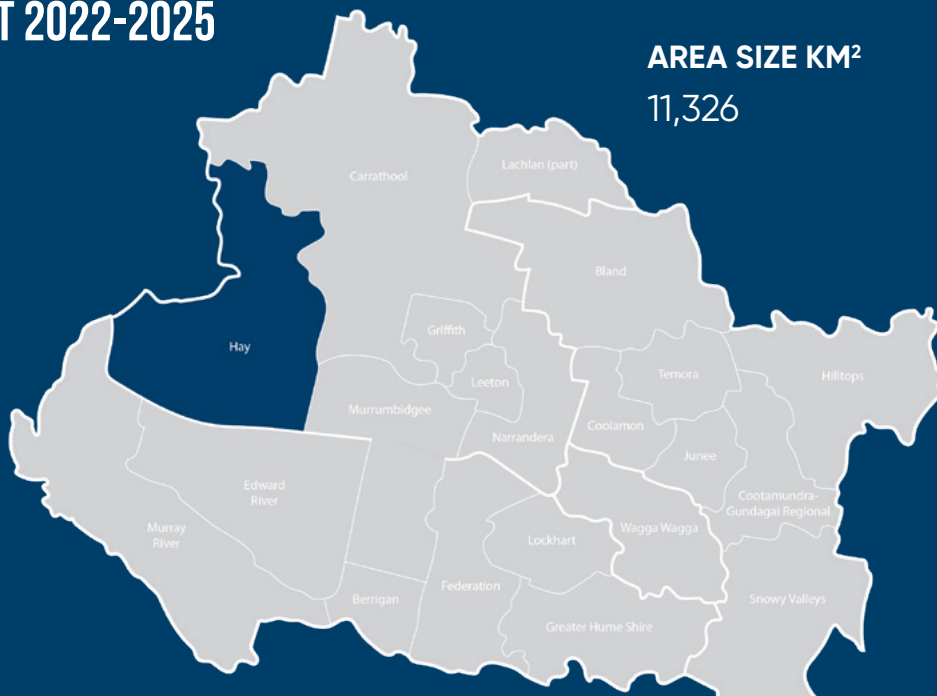 T 2022-2025
AREA SIZE KM²
11,326
Lachlan (part)
Carrathool
Bland
Griffith
Hay
Temora
Hilltops
Leeton
Murrumbidgee
Coolamon
Narrandera
Junee
Edward
River
Cootamundra-
Gundagai Regional
Murray
River
Wagga Wagga
Lockhart
Federation
Berrigan
Snowy Valleys
Greater Hume Shire